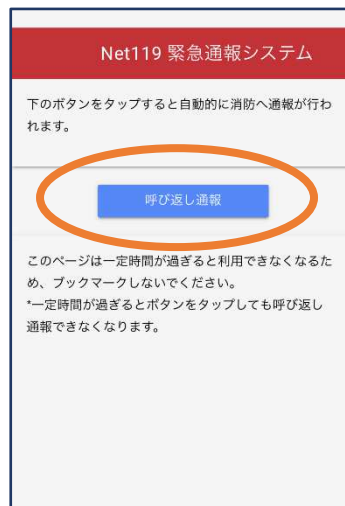 Net119 緊急通報システム
下のボタンをタップすると自動的に消防へ通報が行わ
れます。
呼び返し通報
このページは一定時間が過ぎると利用できなくなるた
め、ブックマークしないでください。
*一定時間が過ぎるとボタンをタップしても呼び返し
通報できなくなります。